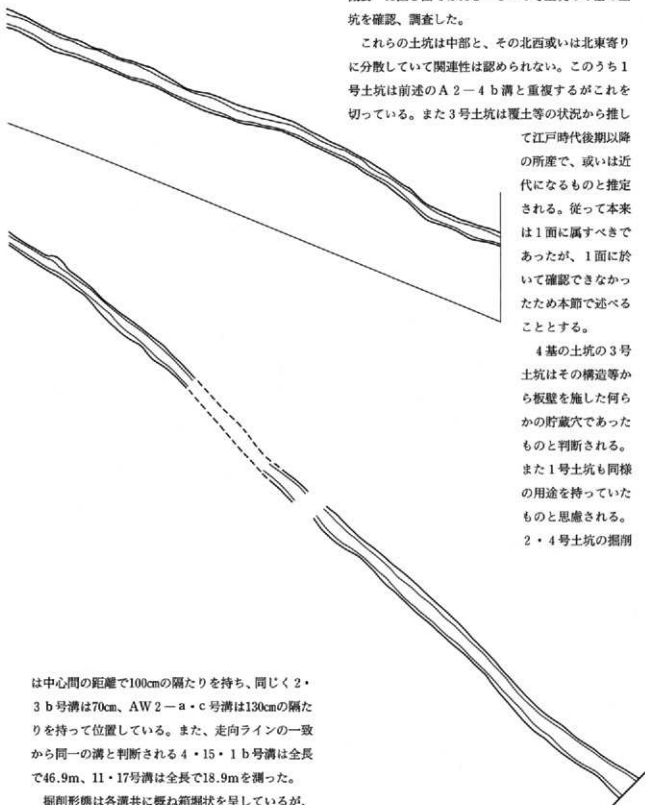 坑を確認、調査した。
これらの土坑は中部と、その北西或いは北東寄り
に分散していて関連性は認められない。このうち1
号土坑は前述のA2－4b溝と重複するがこれを
切っている。また3号土坑は覆土等の状況から推し
て江戸時代後期以降
の所産で、或いは近
代になるものと推定
される。従って本来
は1面に属すべきで
あったが、1面に於
いて確認できなかっ
たため本節で述べる
こととする。
4基の土坑の3号
土坑はその構造等か
ら板壁を施した何ら
かの貯蔵穴であった
ものと判断される。
また1号土坑も同様
の用途を持っていた
ものと思慮される。
2・4号土坑の掘削
は中心間の距離で100cmの隔たりを持ち、同じく2・
3b号溝は70cm、AW2－a・c号溝は130cmの隔た
りを持って位置している。また、走向ラインの一致
から同一の溝と判断される4・15・1b号溝は全長
で46.9m、11・17号溝は全長で18.9mを測った。
掘削形態は各溝共に概ね箱堀状を呈しているが、